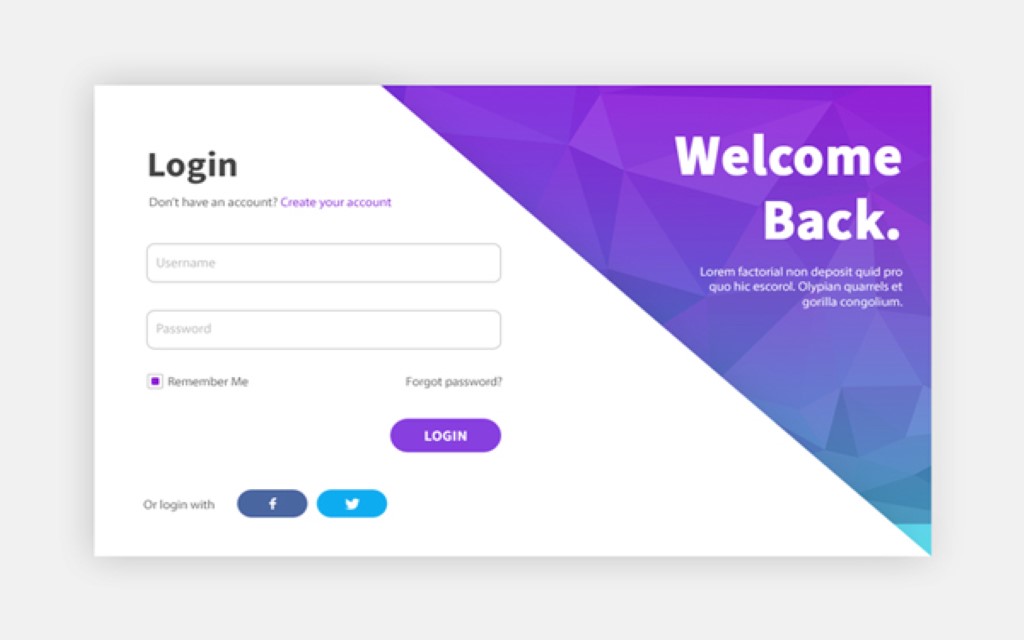 Login
Don't have an account? Create your account
Username
Password
Remember Me
Forgot password?
LOGIN
Or login with
Welcome
Back.
Lorem factorial non deposit quid pro
quo hic escorol. Olypian quarrels et
gorilla congolium.